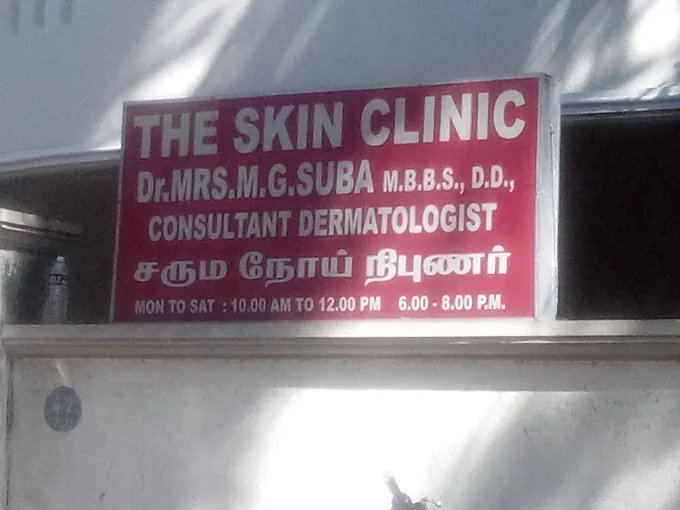 THE SKIN CLINIC
Dr.MRS.M.G.SUBA M.B.B.S., D.D.,
CONSULTANT DERMATOLOGIST
சரும நோய் நிபுணர்
MON TO SAT : 10.00 AM TO 12.00 PM 6.00 - 8.00 P.M.